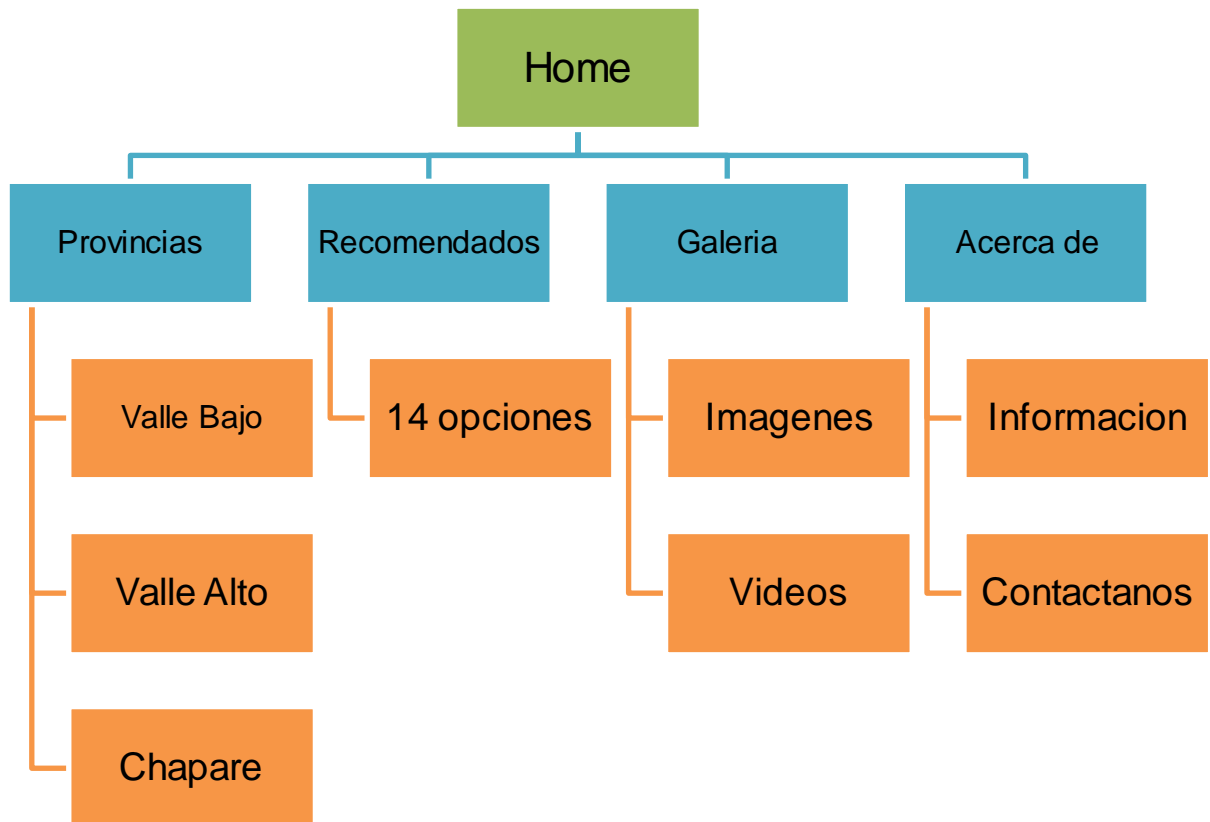 Home
Provincias
Recomendados
Galeria
Acerca de
Valle Bajo
14 opciones
Imagenes
Informacion
Valle Alto
Videos
Contactanos
Chapare